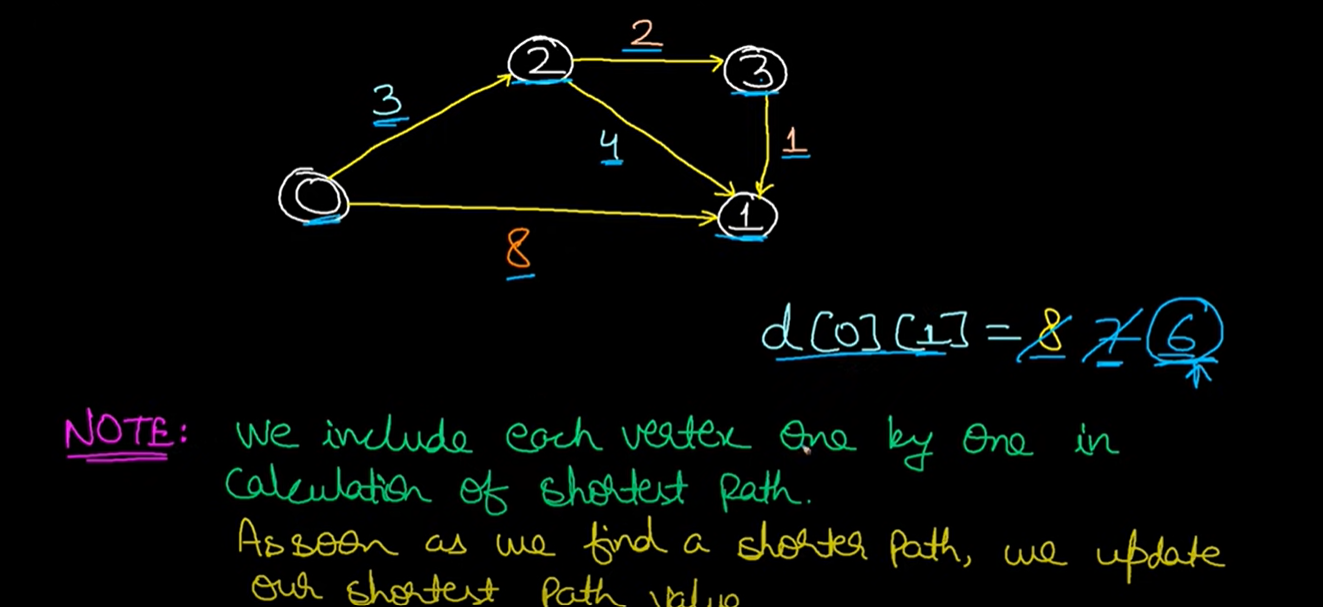 2
2
3
3
4
1
0
1
8
d[0][1] = 8 7 6
NOTE: we include each vertex one by one in
calculation of shortest path.
As soon as we find a shorter path, we update
our shortest path value